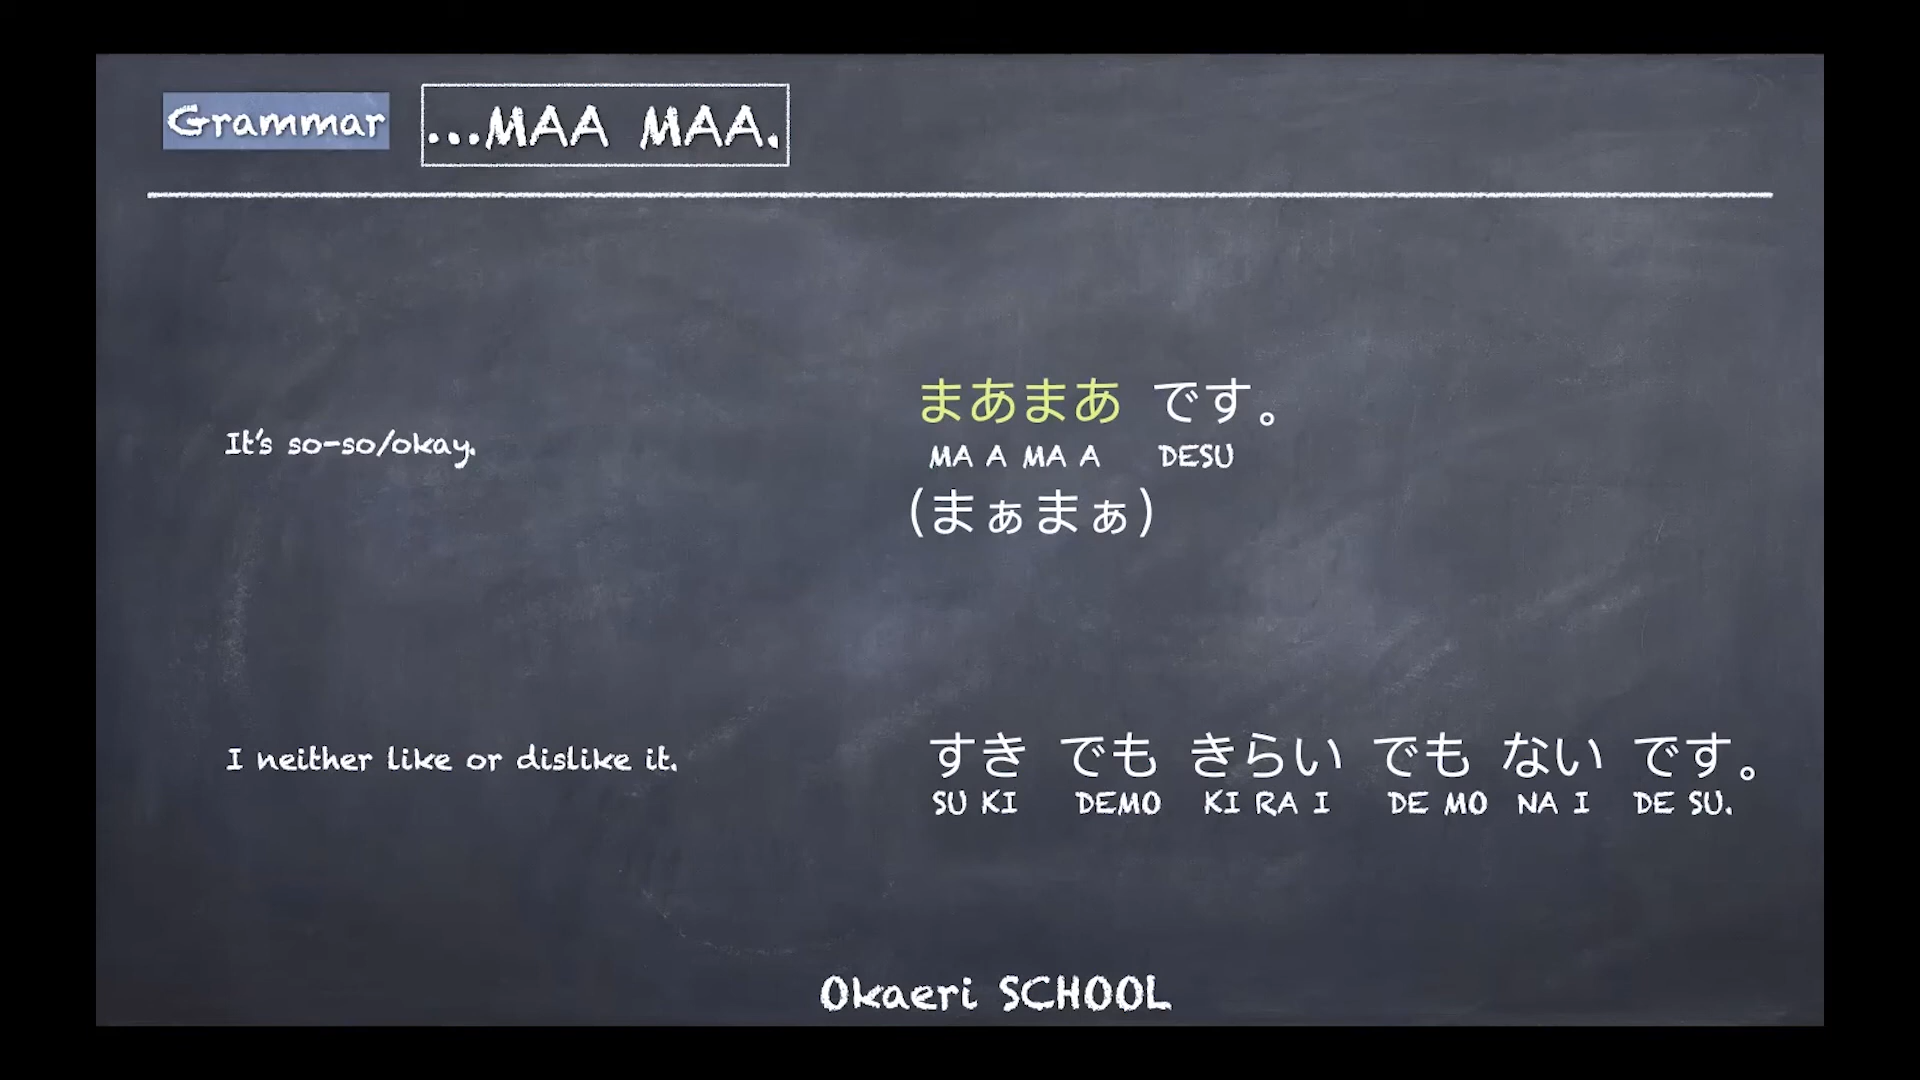 Grammar
...MAA MAA.
It's so-so/okay.
まあまあ です。
MA A MA A DESU
(まぁまぁ)
I neither like or dislike it.
すき でも きらい でも ない です。
SU KI DEMO KI RA I DE MO NA I DE SU.
Okaeri SCHOOL